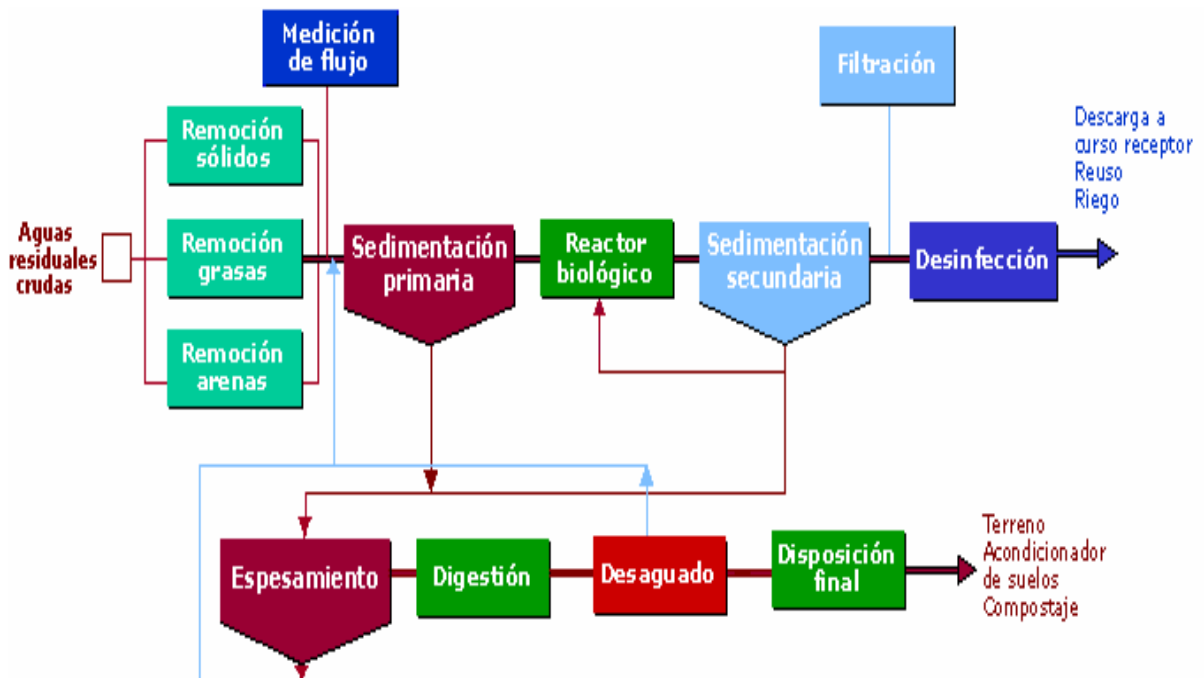 Medición
de flujo
Filtración
Remoción
sólidos
Descarga a
curso receptor
Reuso
Riego
Aguas
residuales
crudas
Remoción
grasas
Sedimentación
primaria
Reactor
biológico
Sedimentación
secundaria
Desinfección
Remoción
arenas
Espesamiento
Digestión
Desaguado
Disposición
final
Terreno
Acondicionador
de suelos
Compostaje